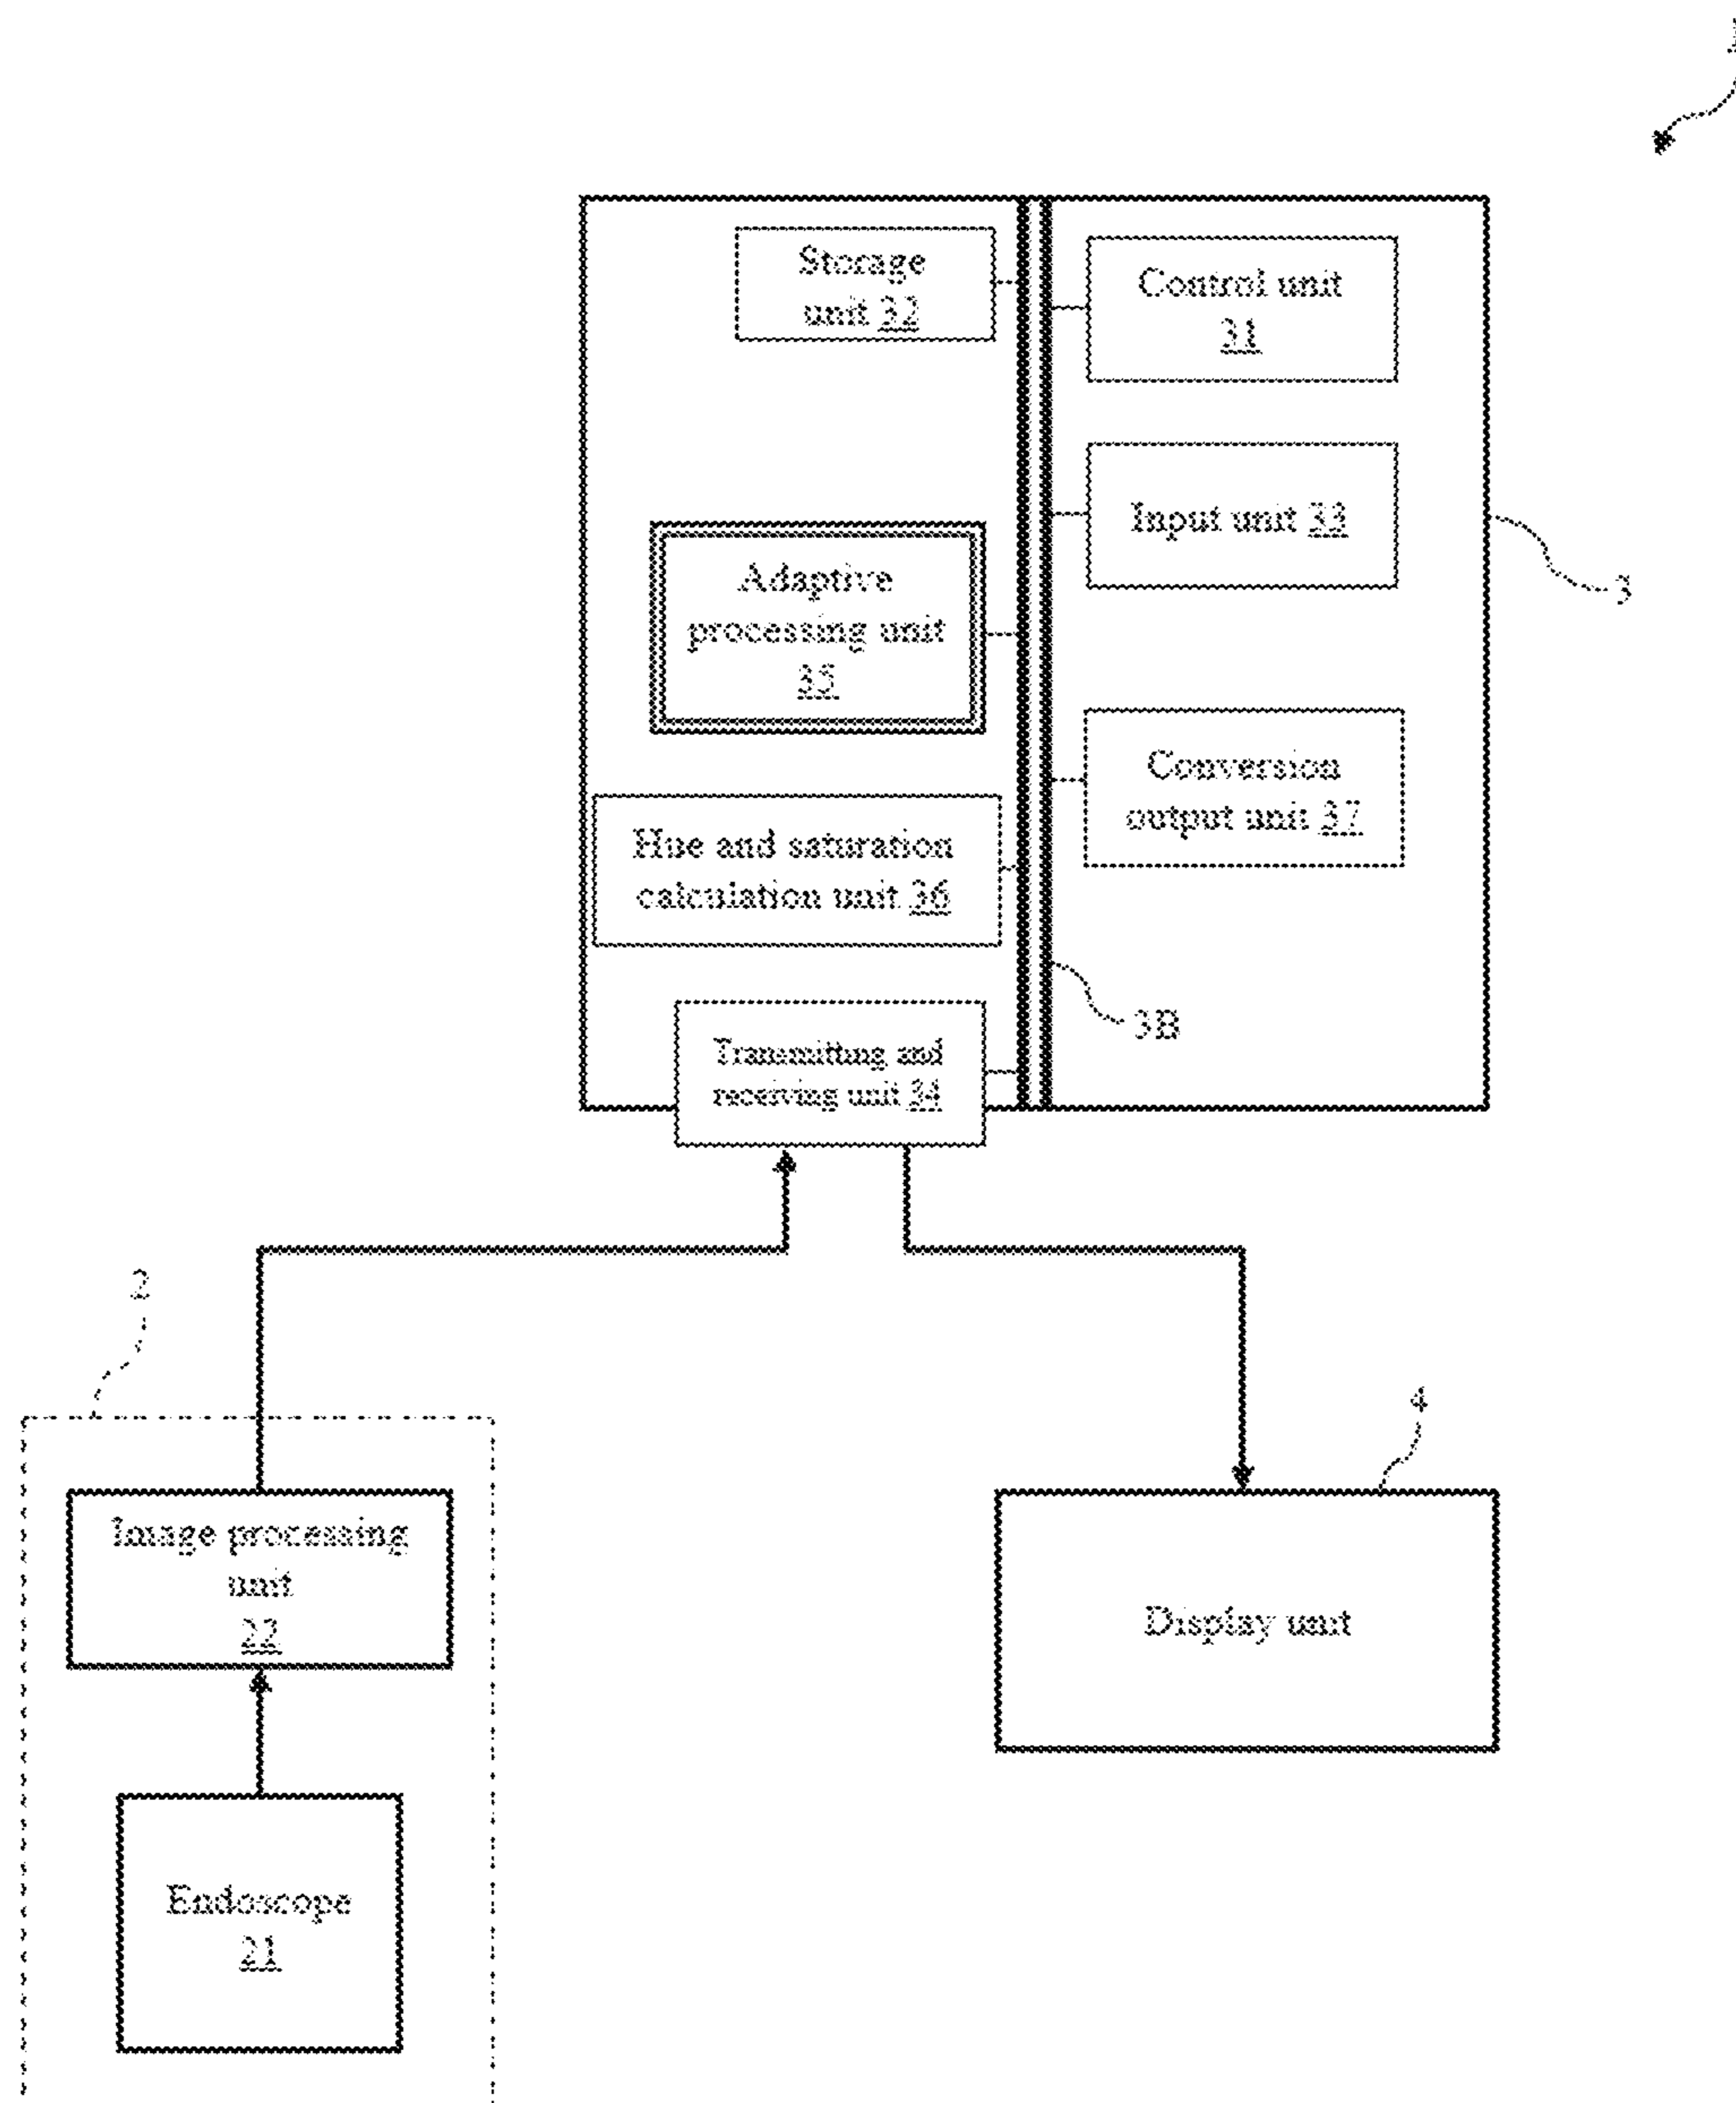 1
Storage
unit 32
Control unit
31
Input unit 33
3
Adaptive
processing unit
35
Conversion
output unit 37
Hue and saturation
calculation unit 36
3B
Transmitting and
receiving unit 34
2
4
Image processing
unit
22
Display unit
Endoscope
21